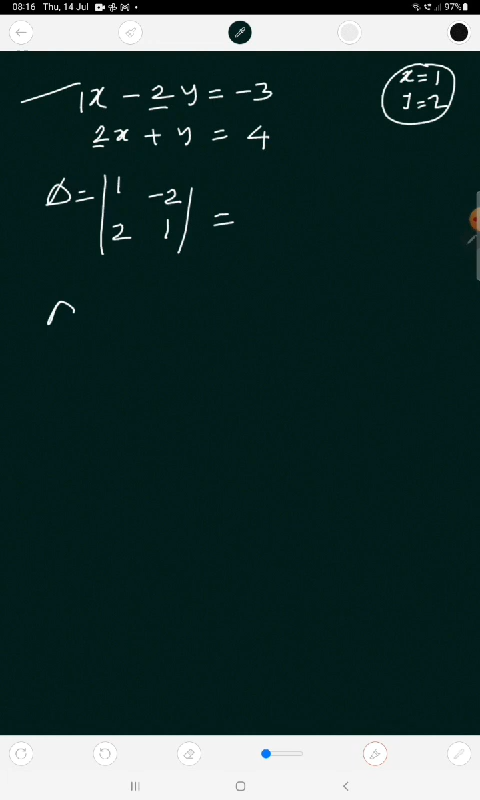 08:16 Thu, 14 Jul 97%
1x - 2y = -3
x=1
y=2
2x + y = 4
∅ = | 1 -2 |
| 2 1 | =